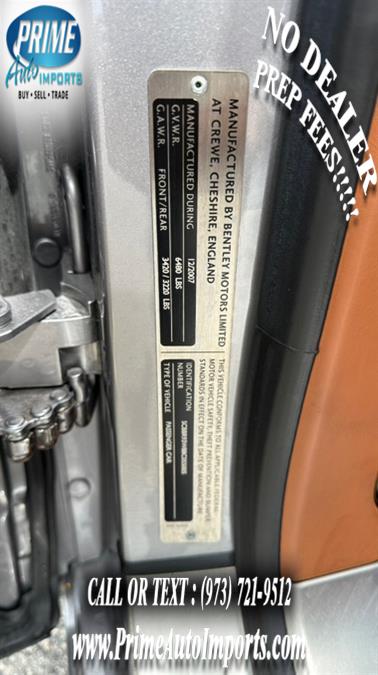 PRIME
Auto
IMPORTS
BUY • SELL • TRADE
NO DEALER
PREP FEES!!!!!
MANUFACTURED BY BENTLEY MOTORS LIMITED
AT CREWE, CHESHIRE, ENGLAND
MANUFACTURED DURING 12/2007
G.V.W.R. 6480 LBS
G.A.W.R. FRONT/REAR 3420 / 3220 LBS
THIS VEHICLE CONFORMS TO ALL APPLICABLE FEDERAL
MOTOR VEHICLE SAFETY, THEFT PREVENTION AND BUMPER
STANDARDS IN EFFECT ON THE DATE OF MANUFACTURE
IDENTIFICATION
NUMBER
TYPE OF VEHICLE PASSENGER CAR
CALL OR TEXT : (973) 721-9512
www.PrimeAutoImports.com